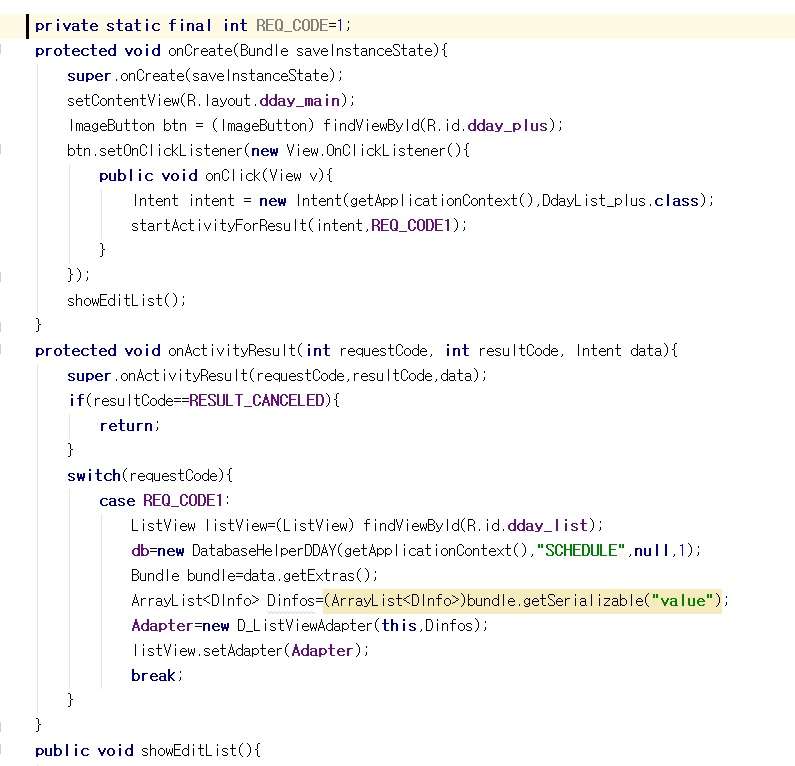 private static final int REQ_CODE=1;
protected void onCreate(Bundle saveInstanceState){
super.onCreate(saveInstanceState);
setContentView(R.layout.dday_main);
ImageButton btn = (ImageButton) findViewById(R.id.dday_plus);
btn.setOnClickListener(new View.OnClickListener(){
public void onClick(View v){
Intent intent = new Intent(getApplicationContext(),DdayList_plus.class);
startActivityForResult(intent,REQ_CODE1);
}
});
showEditList();
}
protected void onActivityResult(int requestCode, int resultCode, Intent data){
super.onActivityResult(requestCode,resultCode,data);
if(resultCode==RESULT_CANCELED){
return;
}
switch(requestCode){
case REQ_CODE1:
ListView listView=(ListView) findViewById(R.id.dday_list);
db=new DatabaseHelperDDAY(getApplicationContext(),"SCHEDULE",null,1);
Bundle bundle=data.getExtras();
ArrayList<DInfo> Dinfos=(ArrayList<DInfo>)bundle.getSerializable("value");
Adapter=new D_ListViewAdapter(this,Dinfos);
listView.setAdapter(Adapter);
break;
}
}
public void showEditList(){